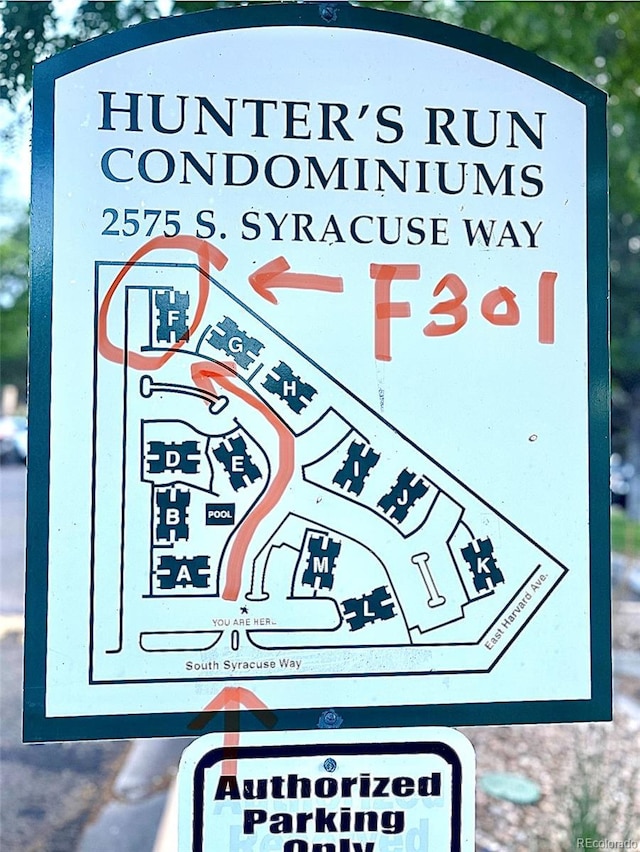 HUNTER'S RUN
CONDOMINIUMS
2575 S. SYRACUSE WAY
F301
F
G
H
D
E
I
J
B
POOL
A
M
K
L
YOU ARE HERE
East Harvard Ave.
South Syracuse Way
Authorized
Parking
Only
REcolorado